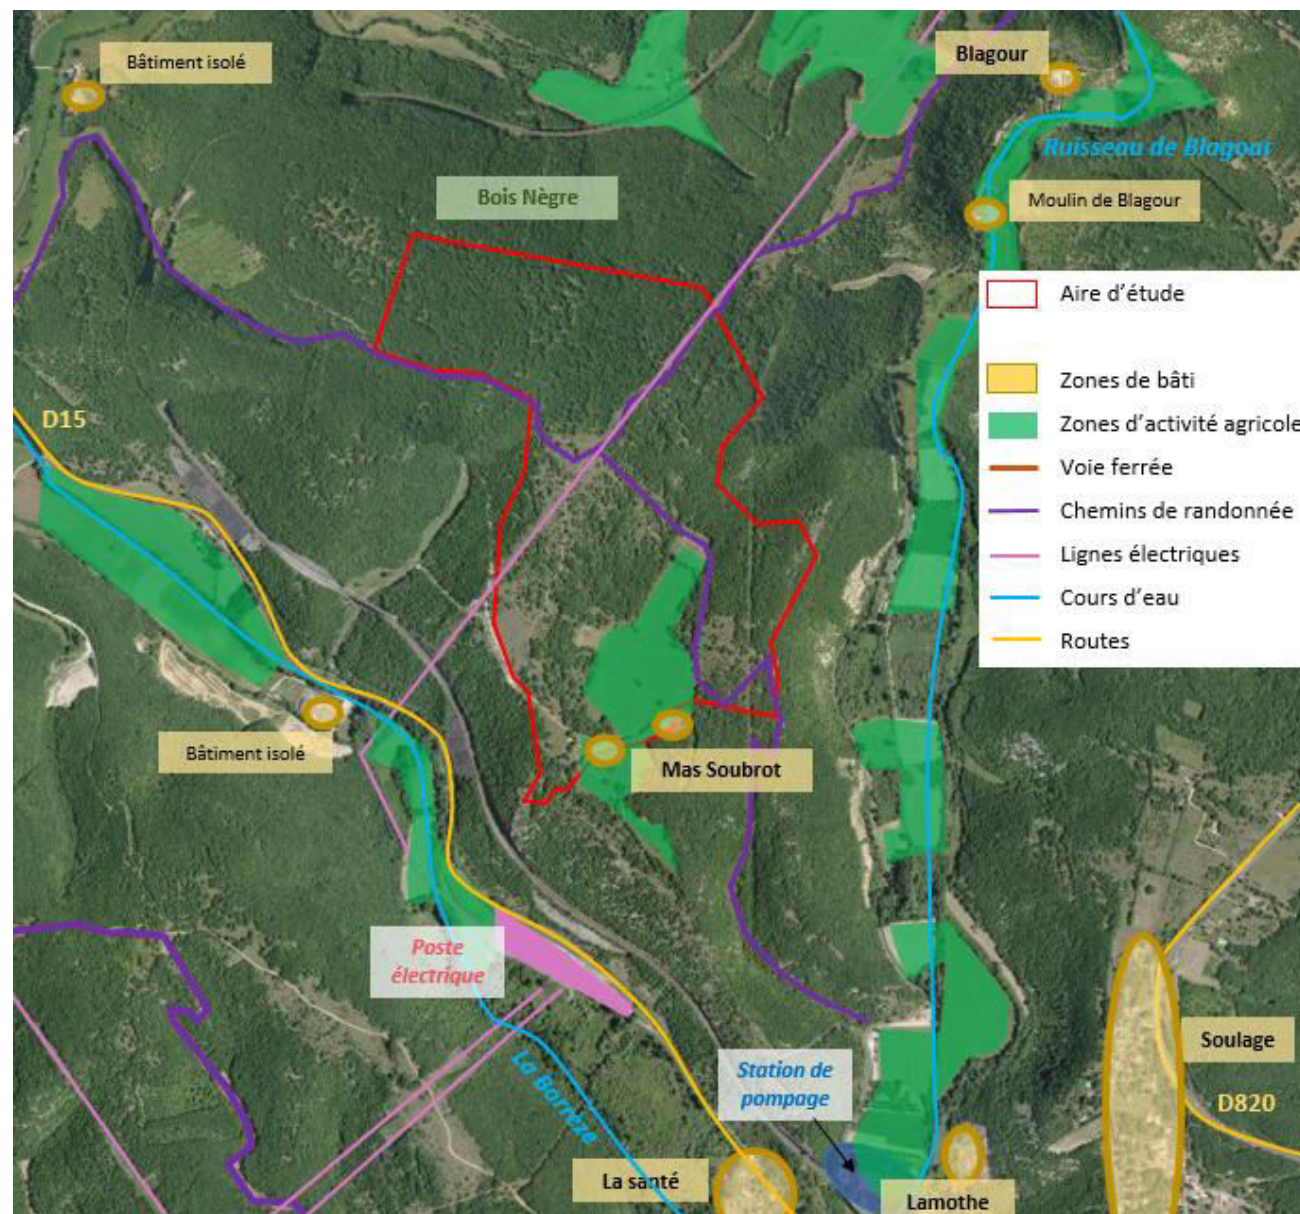 Bâtiment isolé
Blagour
Ruisseau de Blagour
Bois Nègre
Moulin de Blagour
Aire d’étude
Zones de bâti
Zones d’activité agricole
Voie ferrée
Chemins de randonnée
Lignes électriques
Cours d’eau
Routes
D15
Bâtiment isolé
Mas Soubrot
Poste
électrique
La Borrèze
Station de
pompage
Soulage
D820
La santé
Lamothe